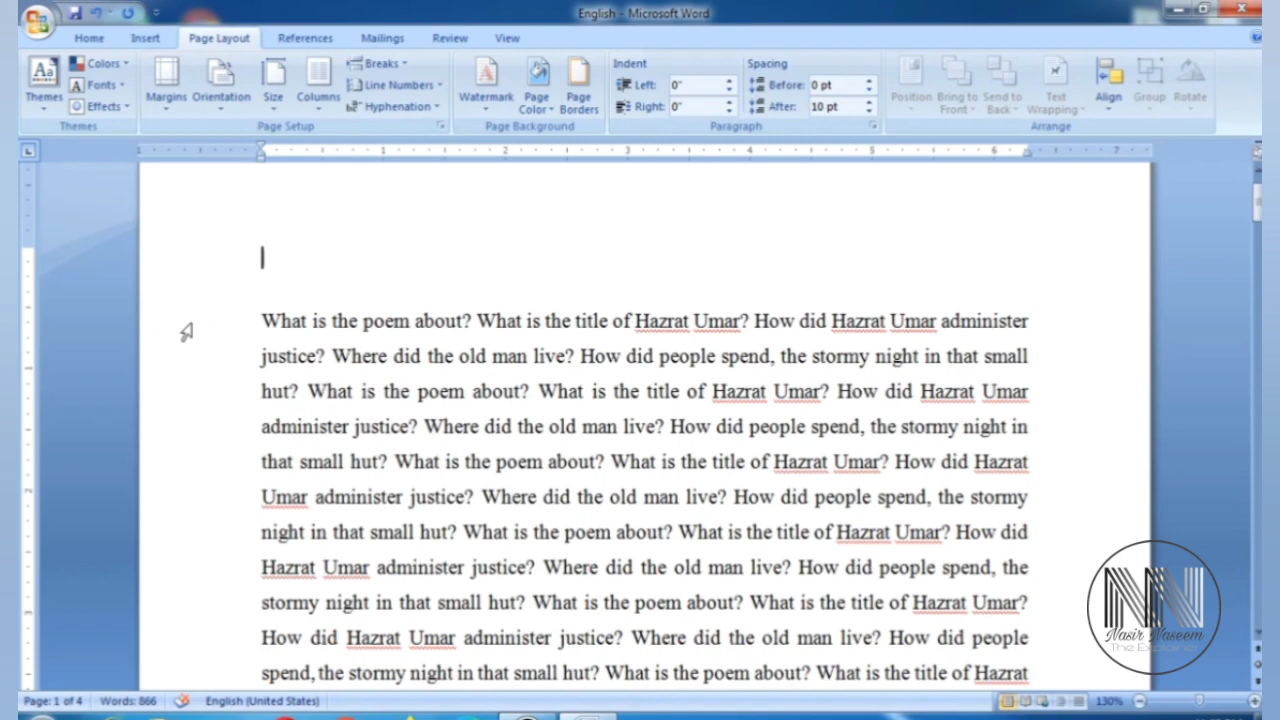 English - Microsoft Word
Home Insert Page Layout References Mailings Review View
Themes
Colors
Fonts
Effects
Themes
Margins Orientation Size Columns
Breaks
Line Numbers
Hyphenation
Page Setup
Watermark Page Color Page Borders
Page Background
Indent
Left: 0"
Right: 0"
Spacing
Before: 0 pt
After: 10 pt
Paragraph
Position Bring to Front Send to Back Text Wrapping Align Group Rotate
Arrange
1 1 2 3 4 5 6 7
What is the poem about? What is the title of Hazrat Umar? How did Hazrat Umar administer
justice? Where did the old man live? How did people spend, the stormy night in that small
hut? What is the poem about? What is the title of Hazrat Umar? How did Hazrat Umar
administer justice? Where did the old man live? How did people spend, the stormy night in
that small hut? What is the poem about? What is the title of Hazrat Umar? How did Hazrat
Umar administer justice? Where did the old man live? How did people spend, the stormy
night in that small hut? What is the poem about? What is the title of Hazrat Umar? How did
Hazrat Umar administer justice? Where did the old man live? How did people spend, the
stormy night in that small hut? What is the poem about? What is the title of Hazrat Umar?
How did Hazrat Umar administer justice? Where did the old man live? How did people
spend, the stormy night in that small hut? What is the poem about? What is the title of Hazrat
NN
Nasir Naseem
The Explainer
Page: 1 of 4 Words: 866 English (United States) 130%